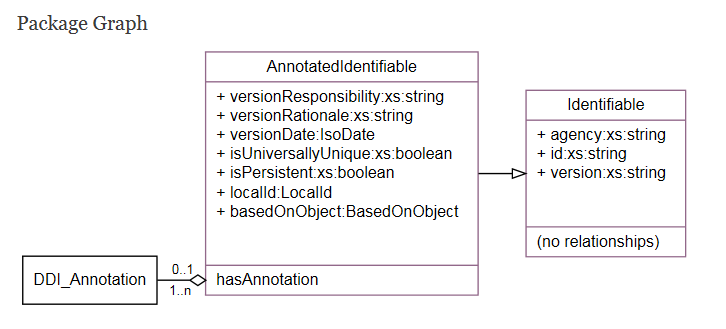 Package Graph
AnnotatedIdentifiable
+ versionResponsibility:xs:string
+ versionRationale:xs:string
+ versionDate:IsoDate
+ isUniversallyUnique:xs:boolean
+ isPersistent:xs:boolean
+ localId:LocalId
+ basedOnObject:BasedOnObject
hasAnnotation
Identifiable
+ agency:xs:string
+ id:xs:string
+ version:xs:string
(no relationships)
DDI_Annotation
0..1
1..n